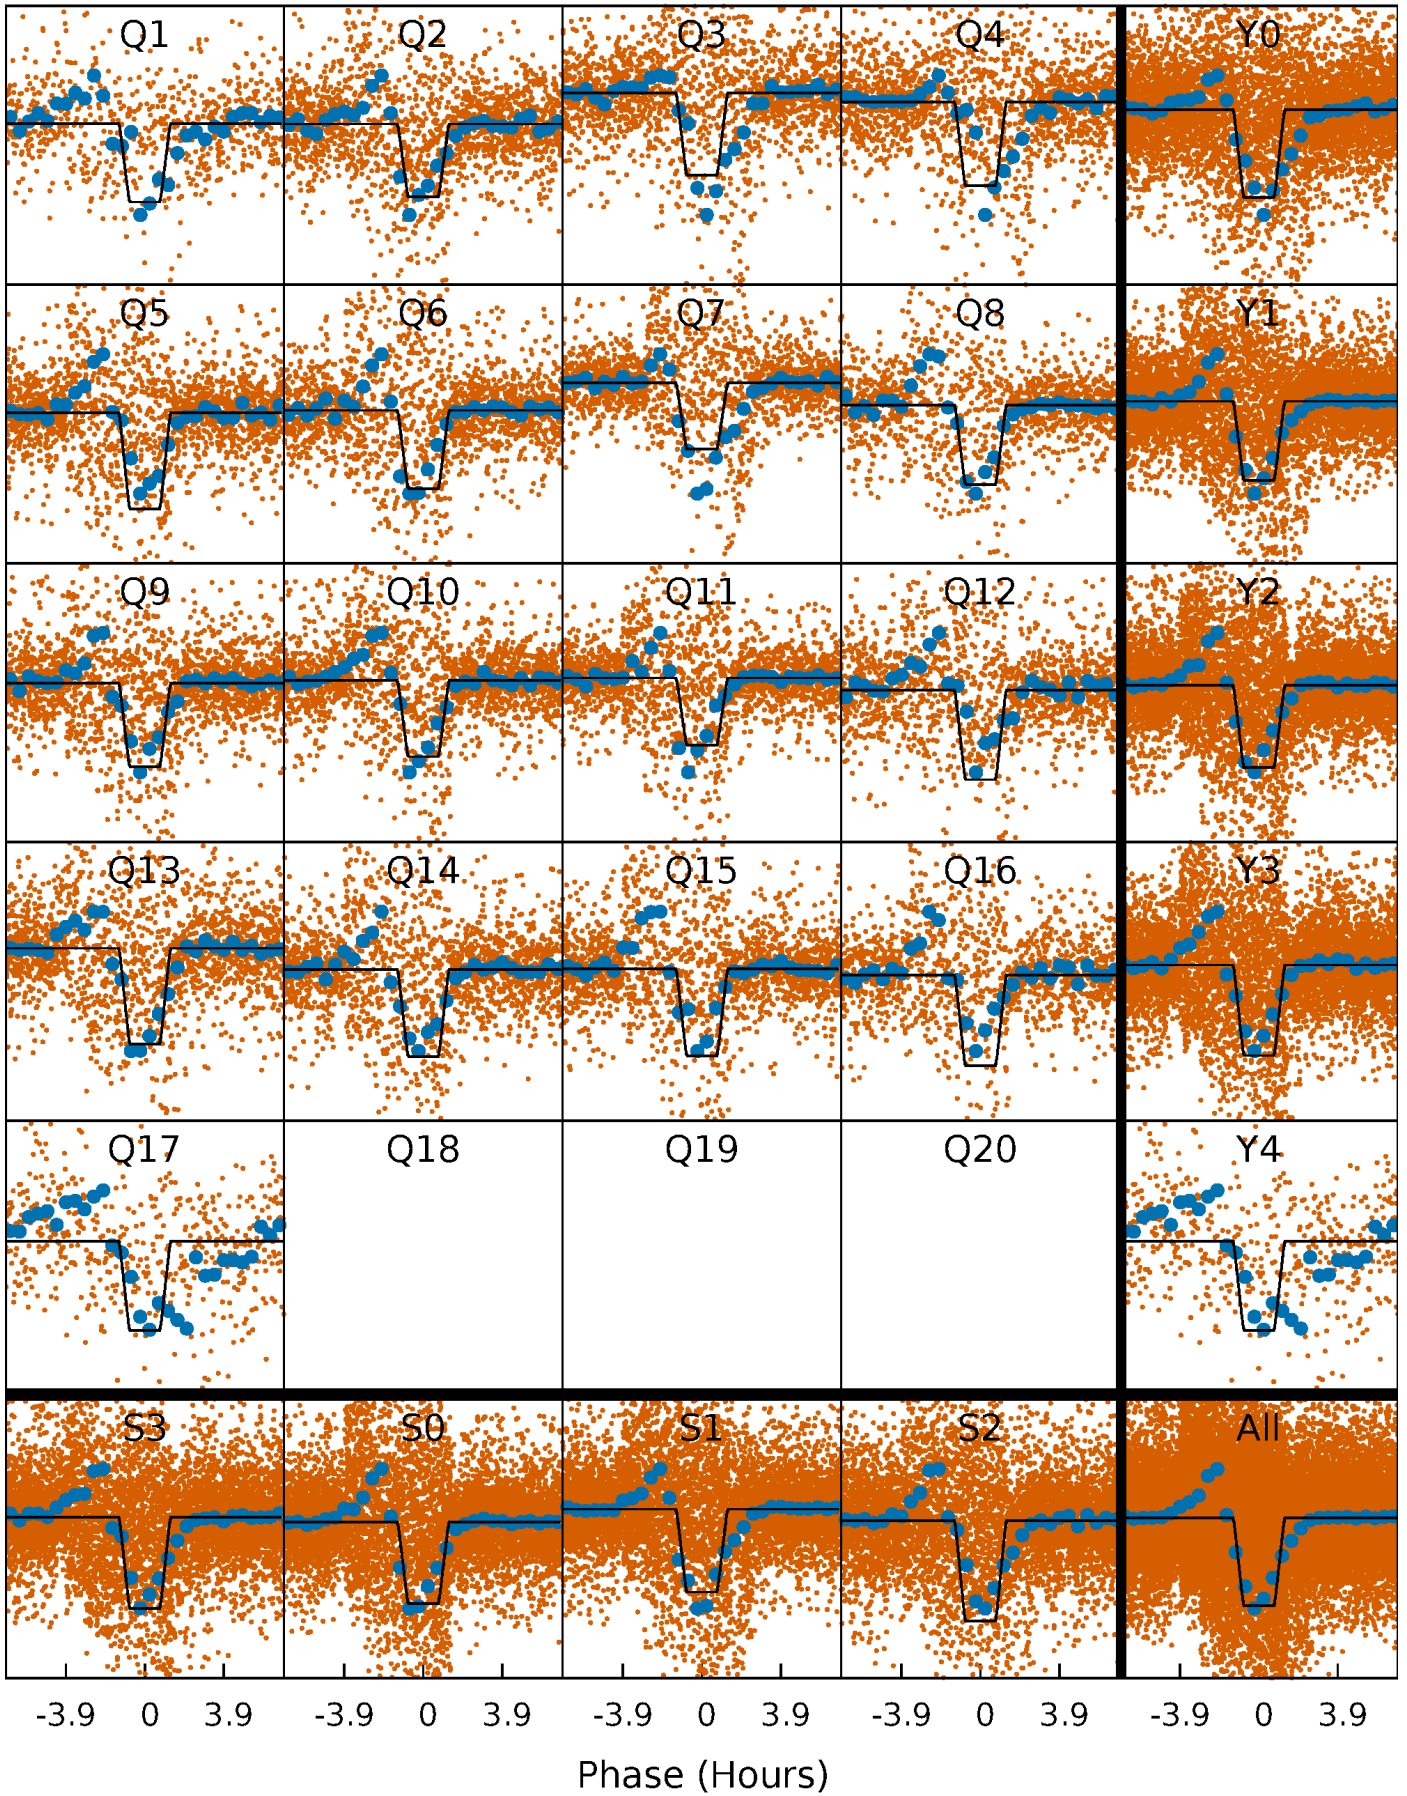 Q1 Q2 Q3 Q4 Y0
Q5 Q6 Q7 Q8 Y1
Q9 Q10 Q11 Q12 Y2
Q13 Q14 Q15 Q16 Y3
Q17 Q18 Q19 Q20 Y4
S3 S0 S1 S2 All
-3.9 0 3.9 -3.9 0 3.9 -3.9 0 3.9 -3.9 0 3.9 -3.9 0 3.9
Phase (Hours)